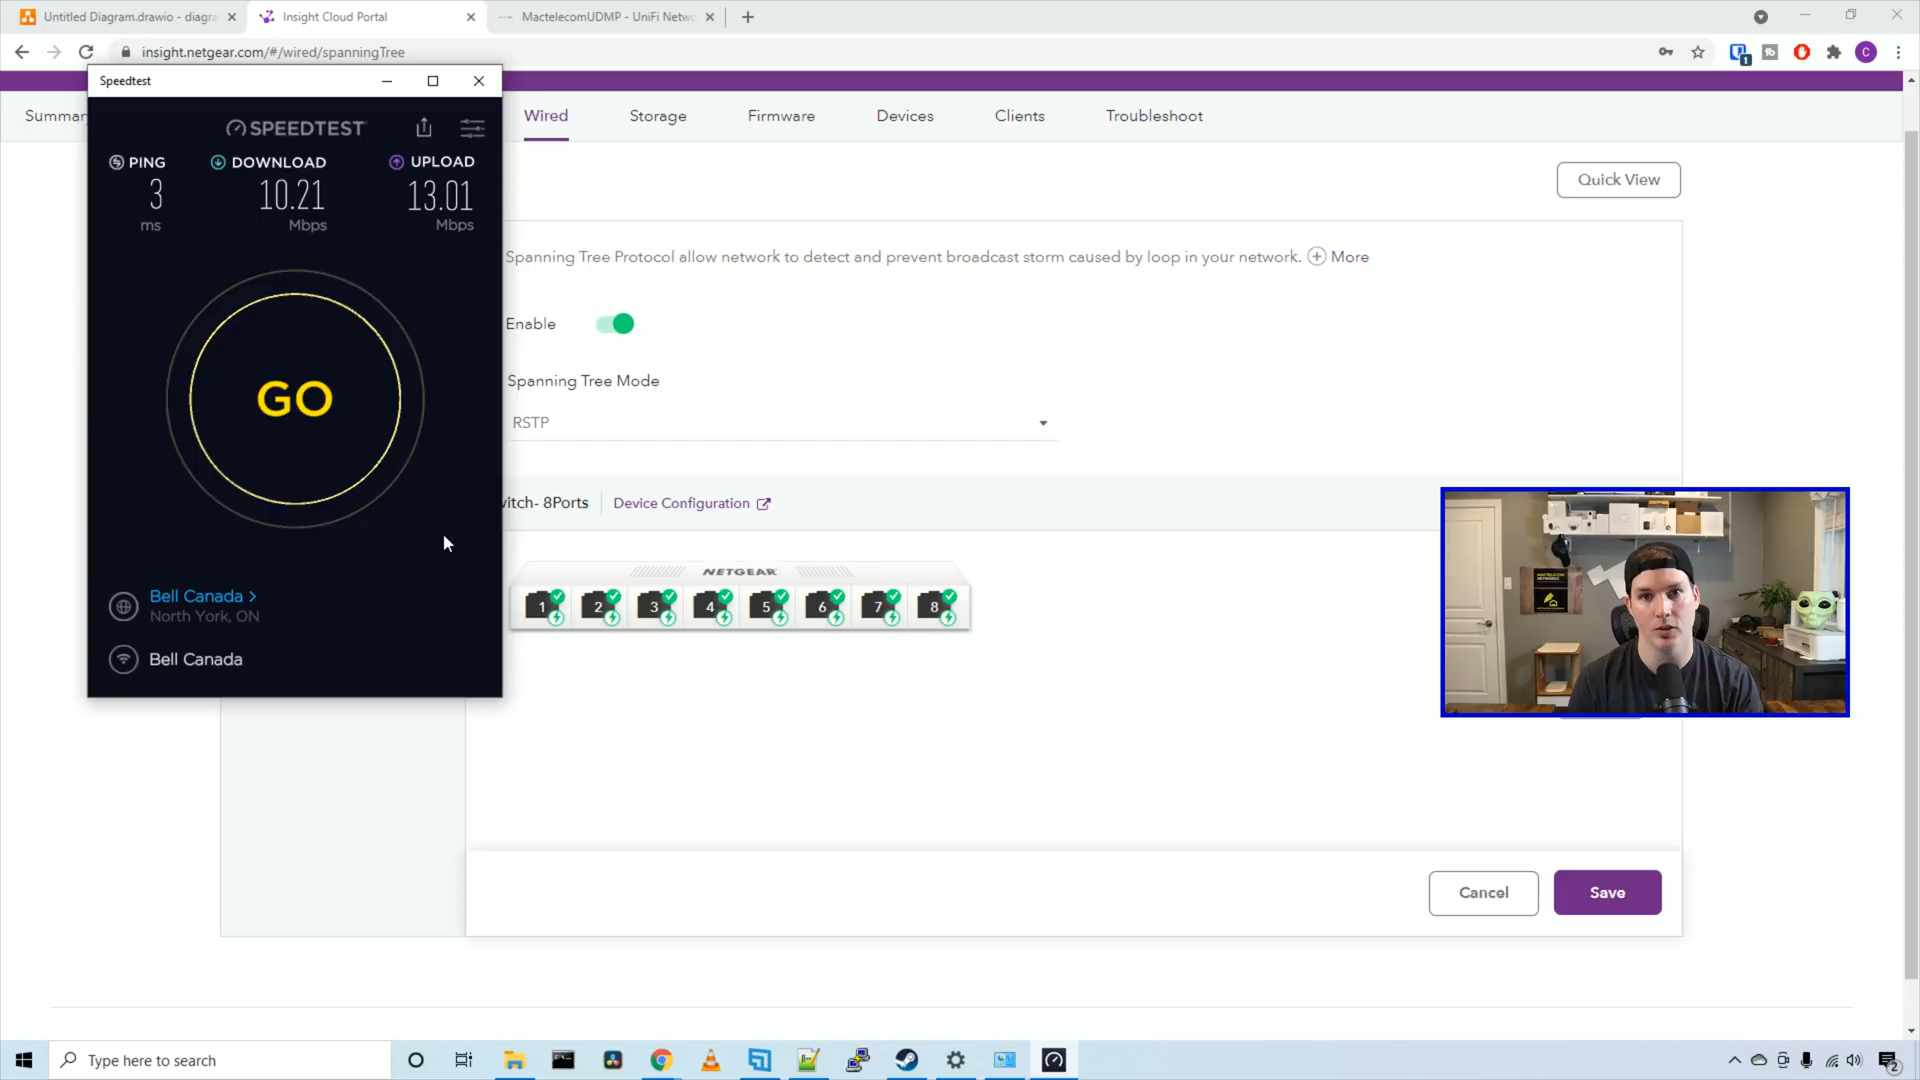 Untitled Diagram.drawio - diagra
Insight Cloud Portal
MactelecomUDMP - UniFi Netw
insight.netgear.com/#/wired/spanningTree
C
1
Speedtest
Summar
Wired
Storage
Firmware
Devices
Clients
Troubleshoot
SPEEDTEST
PING
DOWNLOAD
UPLOAD
3
10.21
13.01
ms
Mbps
Mbps
Quick View
Spanning Tree Protocol allow network to detect and prevent broadcast storm caused by loop in your network.
More
Enable
Spanning Tree Mode
RSTP
GO
witch- 8Ports
Device Configuration
NETGEAR
1
2
3
4
5
6
7
8
Bell Canada >
North York, ON
Bell Canada
Cancel
Save
Type here to search
2